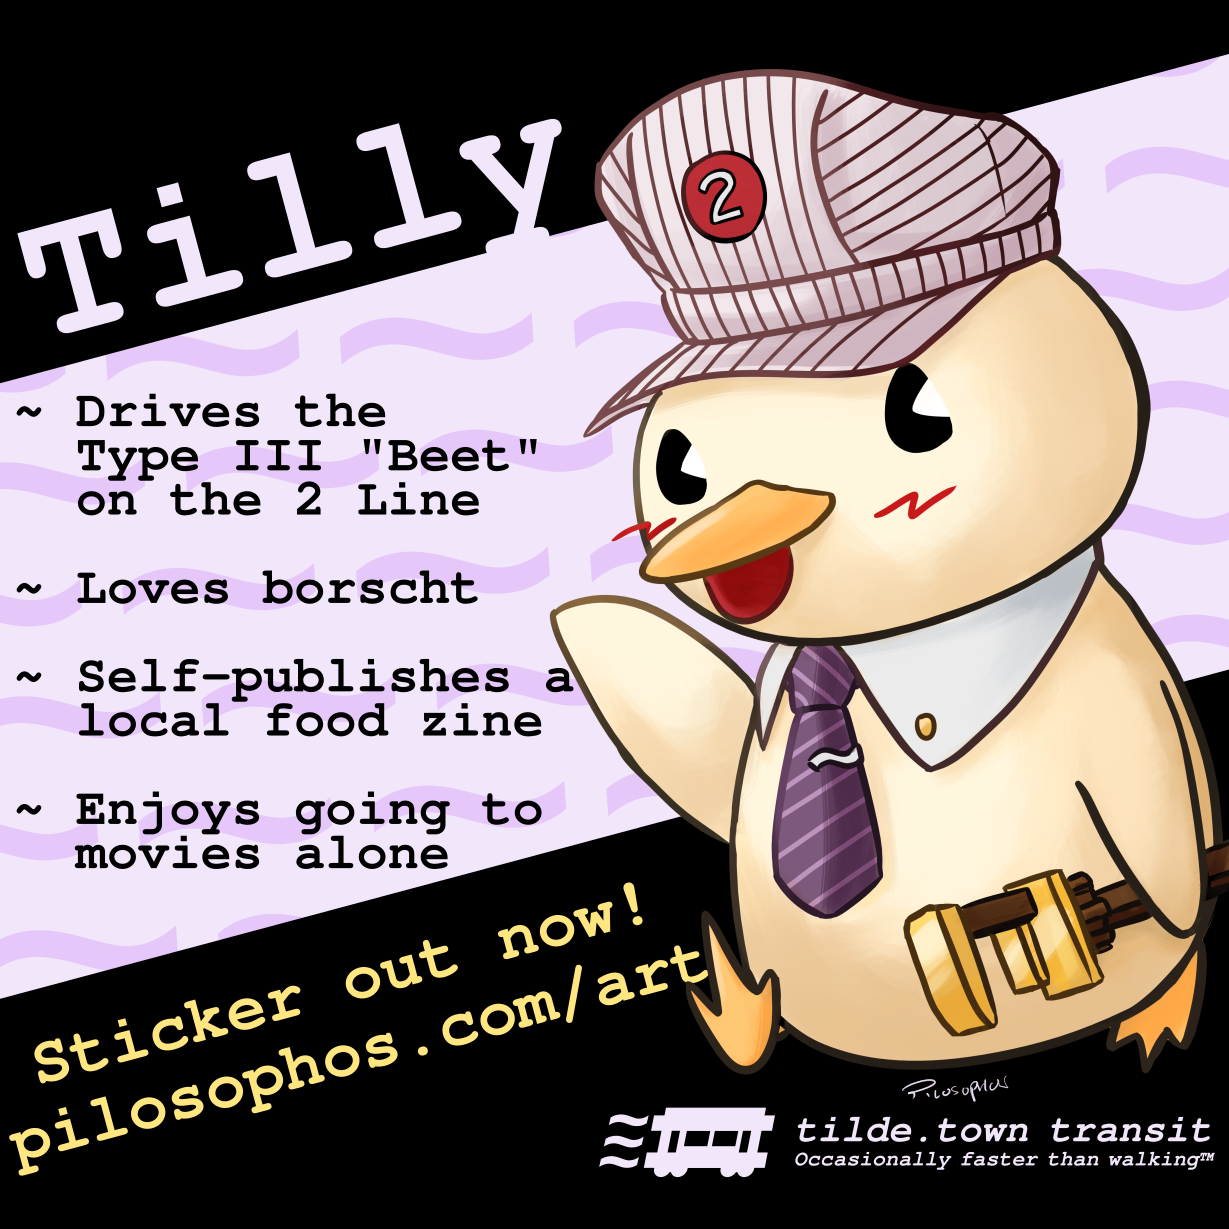 Tilly
2
~ Drives the
Type III "Beet"
on the 2 Line
~ Loves borscht
~ Self-publishes a
local food zine
~ Enjoys going to
movies alone
Sticker out now!
pilosophos.com/art
Pilosophos
tilde.town transit
Occasionally faster than walking™